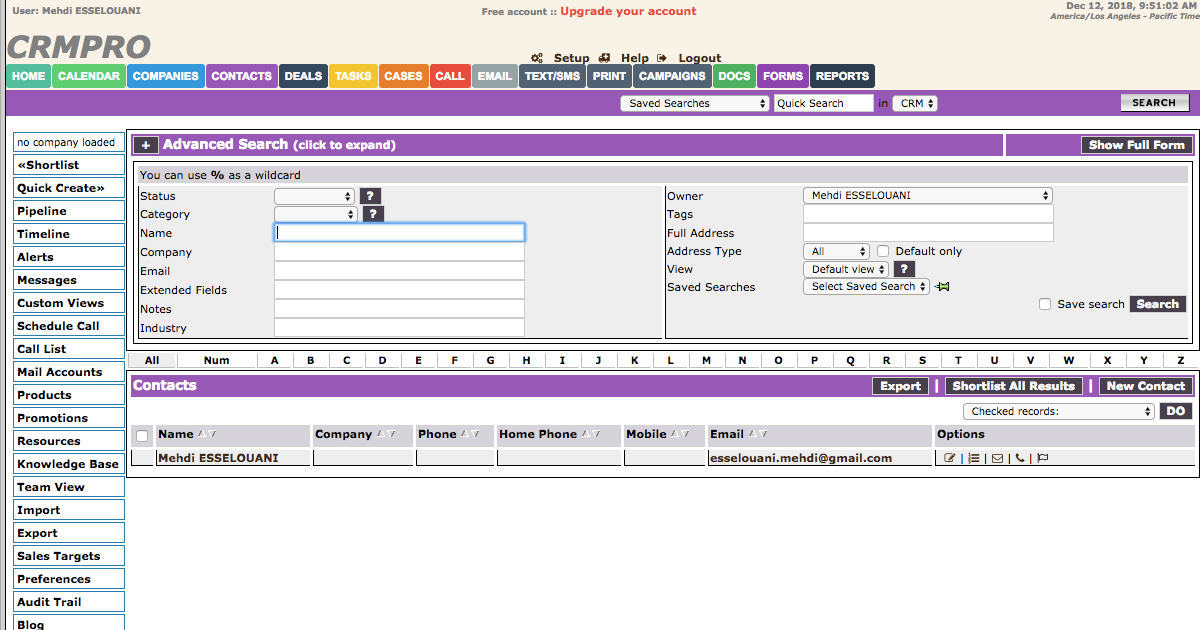 User: Mehdi ESSELOUANI
Free account :: Upgrade your account
Dec 12, 2018, 9:51:02 AM
America/Los Angeles - Pacific Time
CRMPRO
Setup Help Logout
HOME CALENDAR COMPANIES CONTACTS DEALS TASKS CASES CALL EMAIL TEXT/SMS PRINT CAMPAIGNS DOCS FORMS REPORTS
Saved Searches Quick Search in CRM SEARCH
no company loaded
«Shortlist
Quick Create»
Pipeline
Timeline
Alerts
Messages
Custom Views
Schedule Call
Call List
Mail Accounts
Products
Promotions
Resources
Knowledge Base
Team View
Import
Export
Sales Targets
Preferences
Audit Trail
Blog
+ Advanced Search (click to expand) Show Full Form
You can use % as a wildcard
Status ?
Category ?
Name
Company
Email
Extended Fields
Notes
Industry
Owner Mehdi ESSELOUANI
Tags
Full Address
Address Type All Default only
View Default view ?
Saved Searches Select Saved Search
Save search Search
All Num A B C D E F G H I J K L M N O P Q R S T U V W X Y Z
Contacts Export | Shortlist All Results | New Contact
Checked records: DO
Name Company Phone Home Phone Mobile Email Options
Mehdi ESSELOUANI esselouani.mehdi@gmail.com | | | |